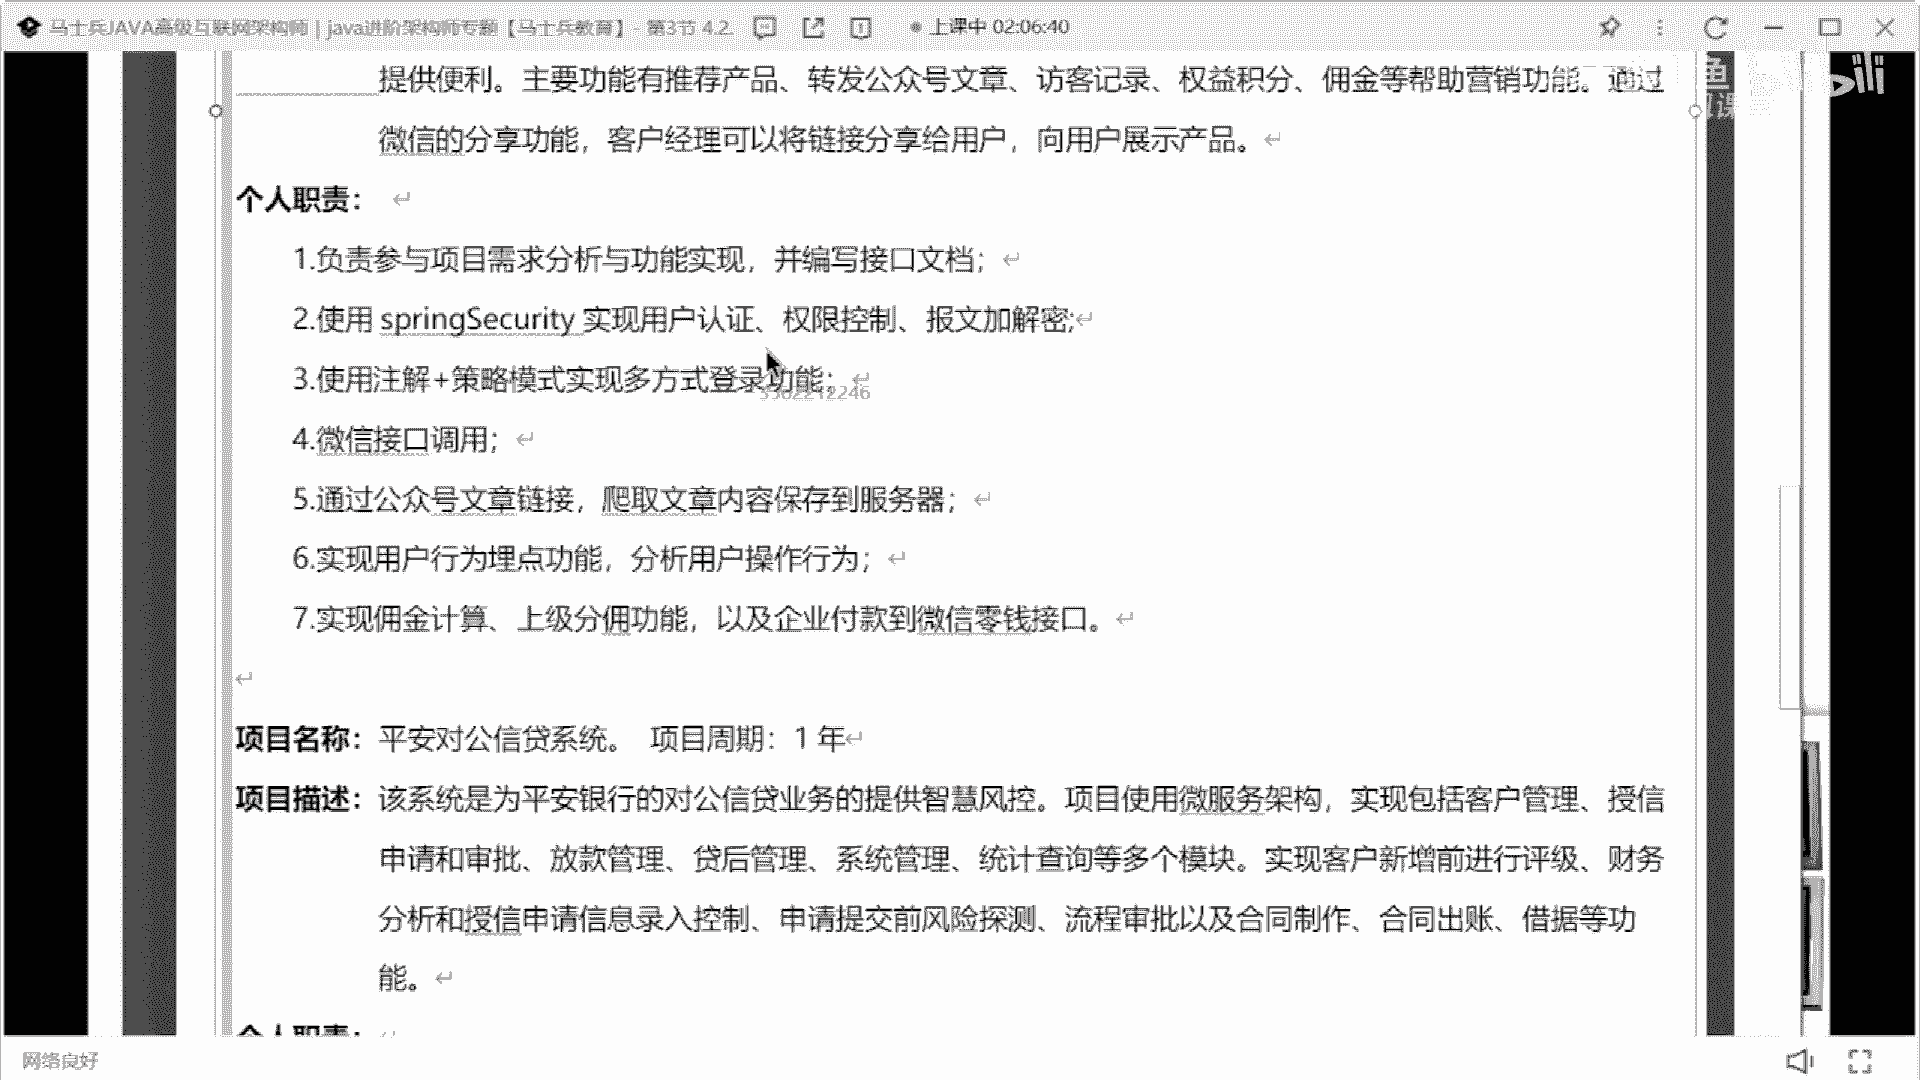 马士兵JAVA高级互联网架构师 | java进阶架构师专题【马士兵教育】- 第3节 4.2. 上课中 02:06:40
提供便利。主要功能有推荐产品、转发公众号文章、访客记录、权益积分、佣金等帮助营销功能。通过
微信的分享功能，客户经理可以将链接分享给用户，向用户展示产品。
个人职责：
1.负责参与项目需求分析与功能实现，并编写接口文档；
2.使用 springSecurity 实现用户认证、权限控制、报文加解密;
3.使用注解+策略模式实现多方式登录功能；
4.微信接口调用；
5.通过公众号文章链接，爬取文章内容保存到服务器；
6.实现用户行为埋点功能，分析用户操作行为；
7.实现佣金计算、上级分佣功能，以及企业付款到微信零钱接口。
项目名称：平安对公信贷系统。 项目周期：1 年
项目描述：该系统是为平安银行的对公信贷业务的提供智慧风控。项目使用微服务架构，实现包括客户管理、授信
申请和审批、放款管理、贷后管理、系统管理、统计查询等多个模块。实现客户新增前进行评级、财务
分析和授信申请信息录入控制、申请提交前风险探测、流程审批以及合同制作、合同出账、借据等功
能。
个人职责：
网络良好